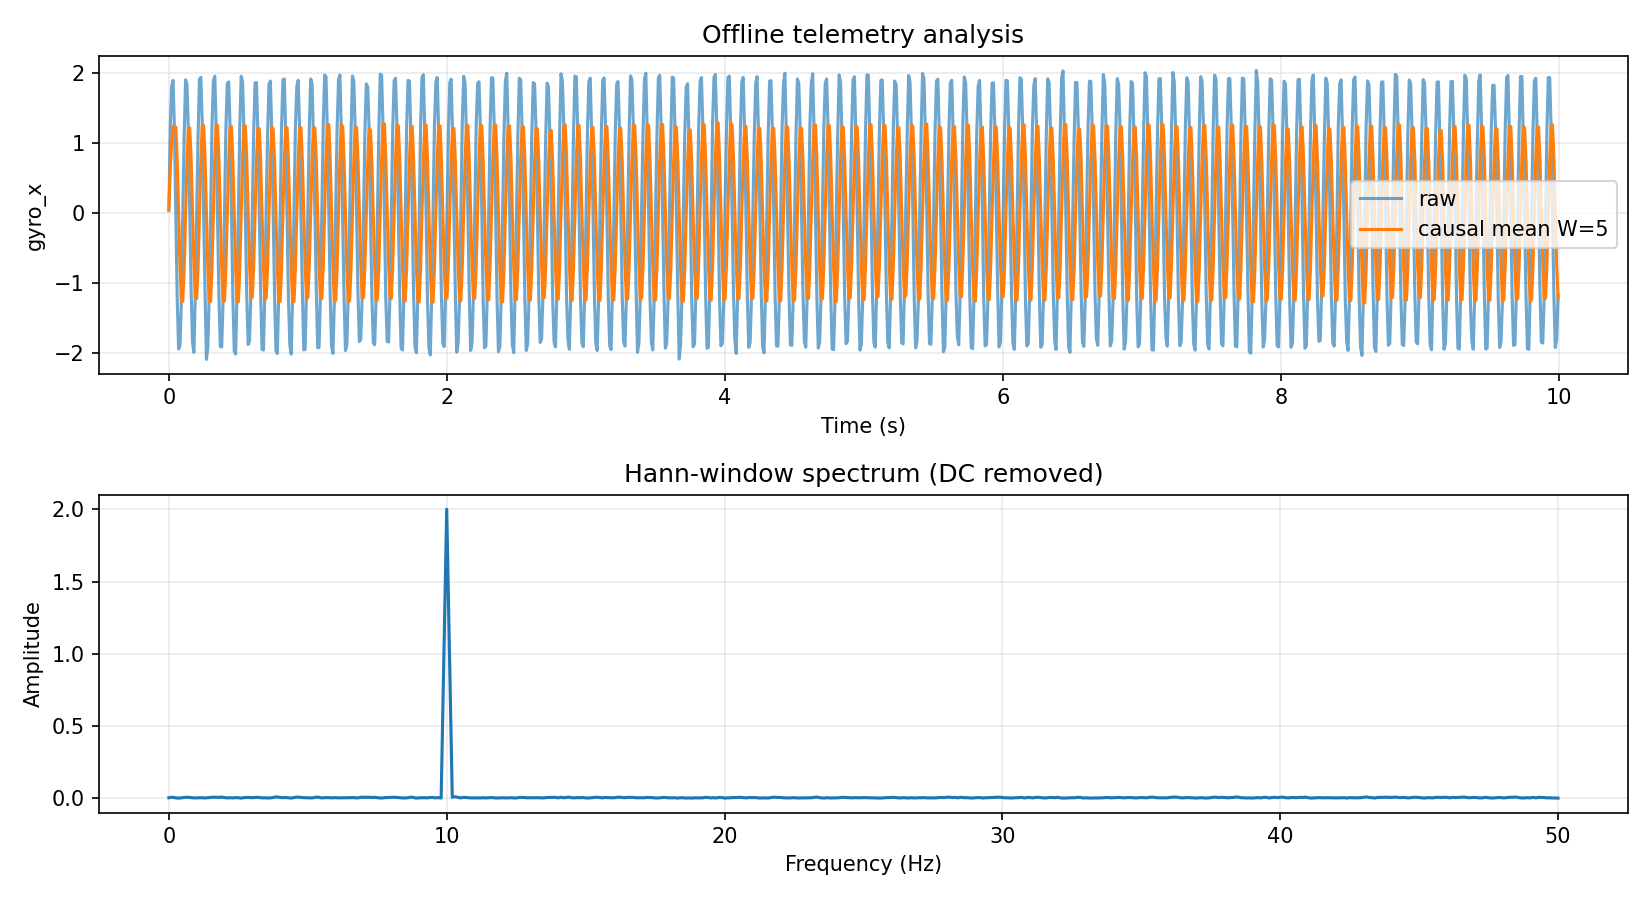 Offline telemetry analysis
2
1
0
−1
−2
gyro_x
raw
causal mean W=5
0 2 4 6 8 10
Time (s)
Hann-window spectrum (DC removed)
2.0
1.5
1.0
0.5
0.0
Amplitude
0 10 20 30 40 50
Frequency (Hz)